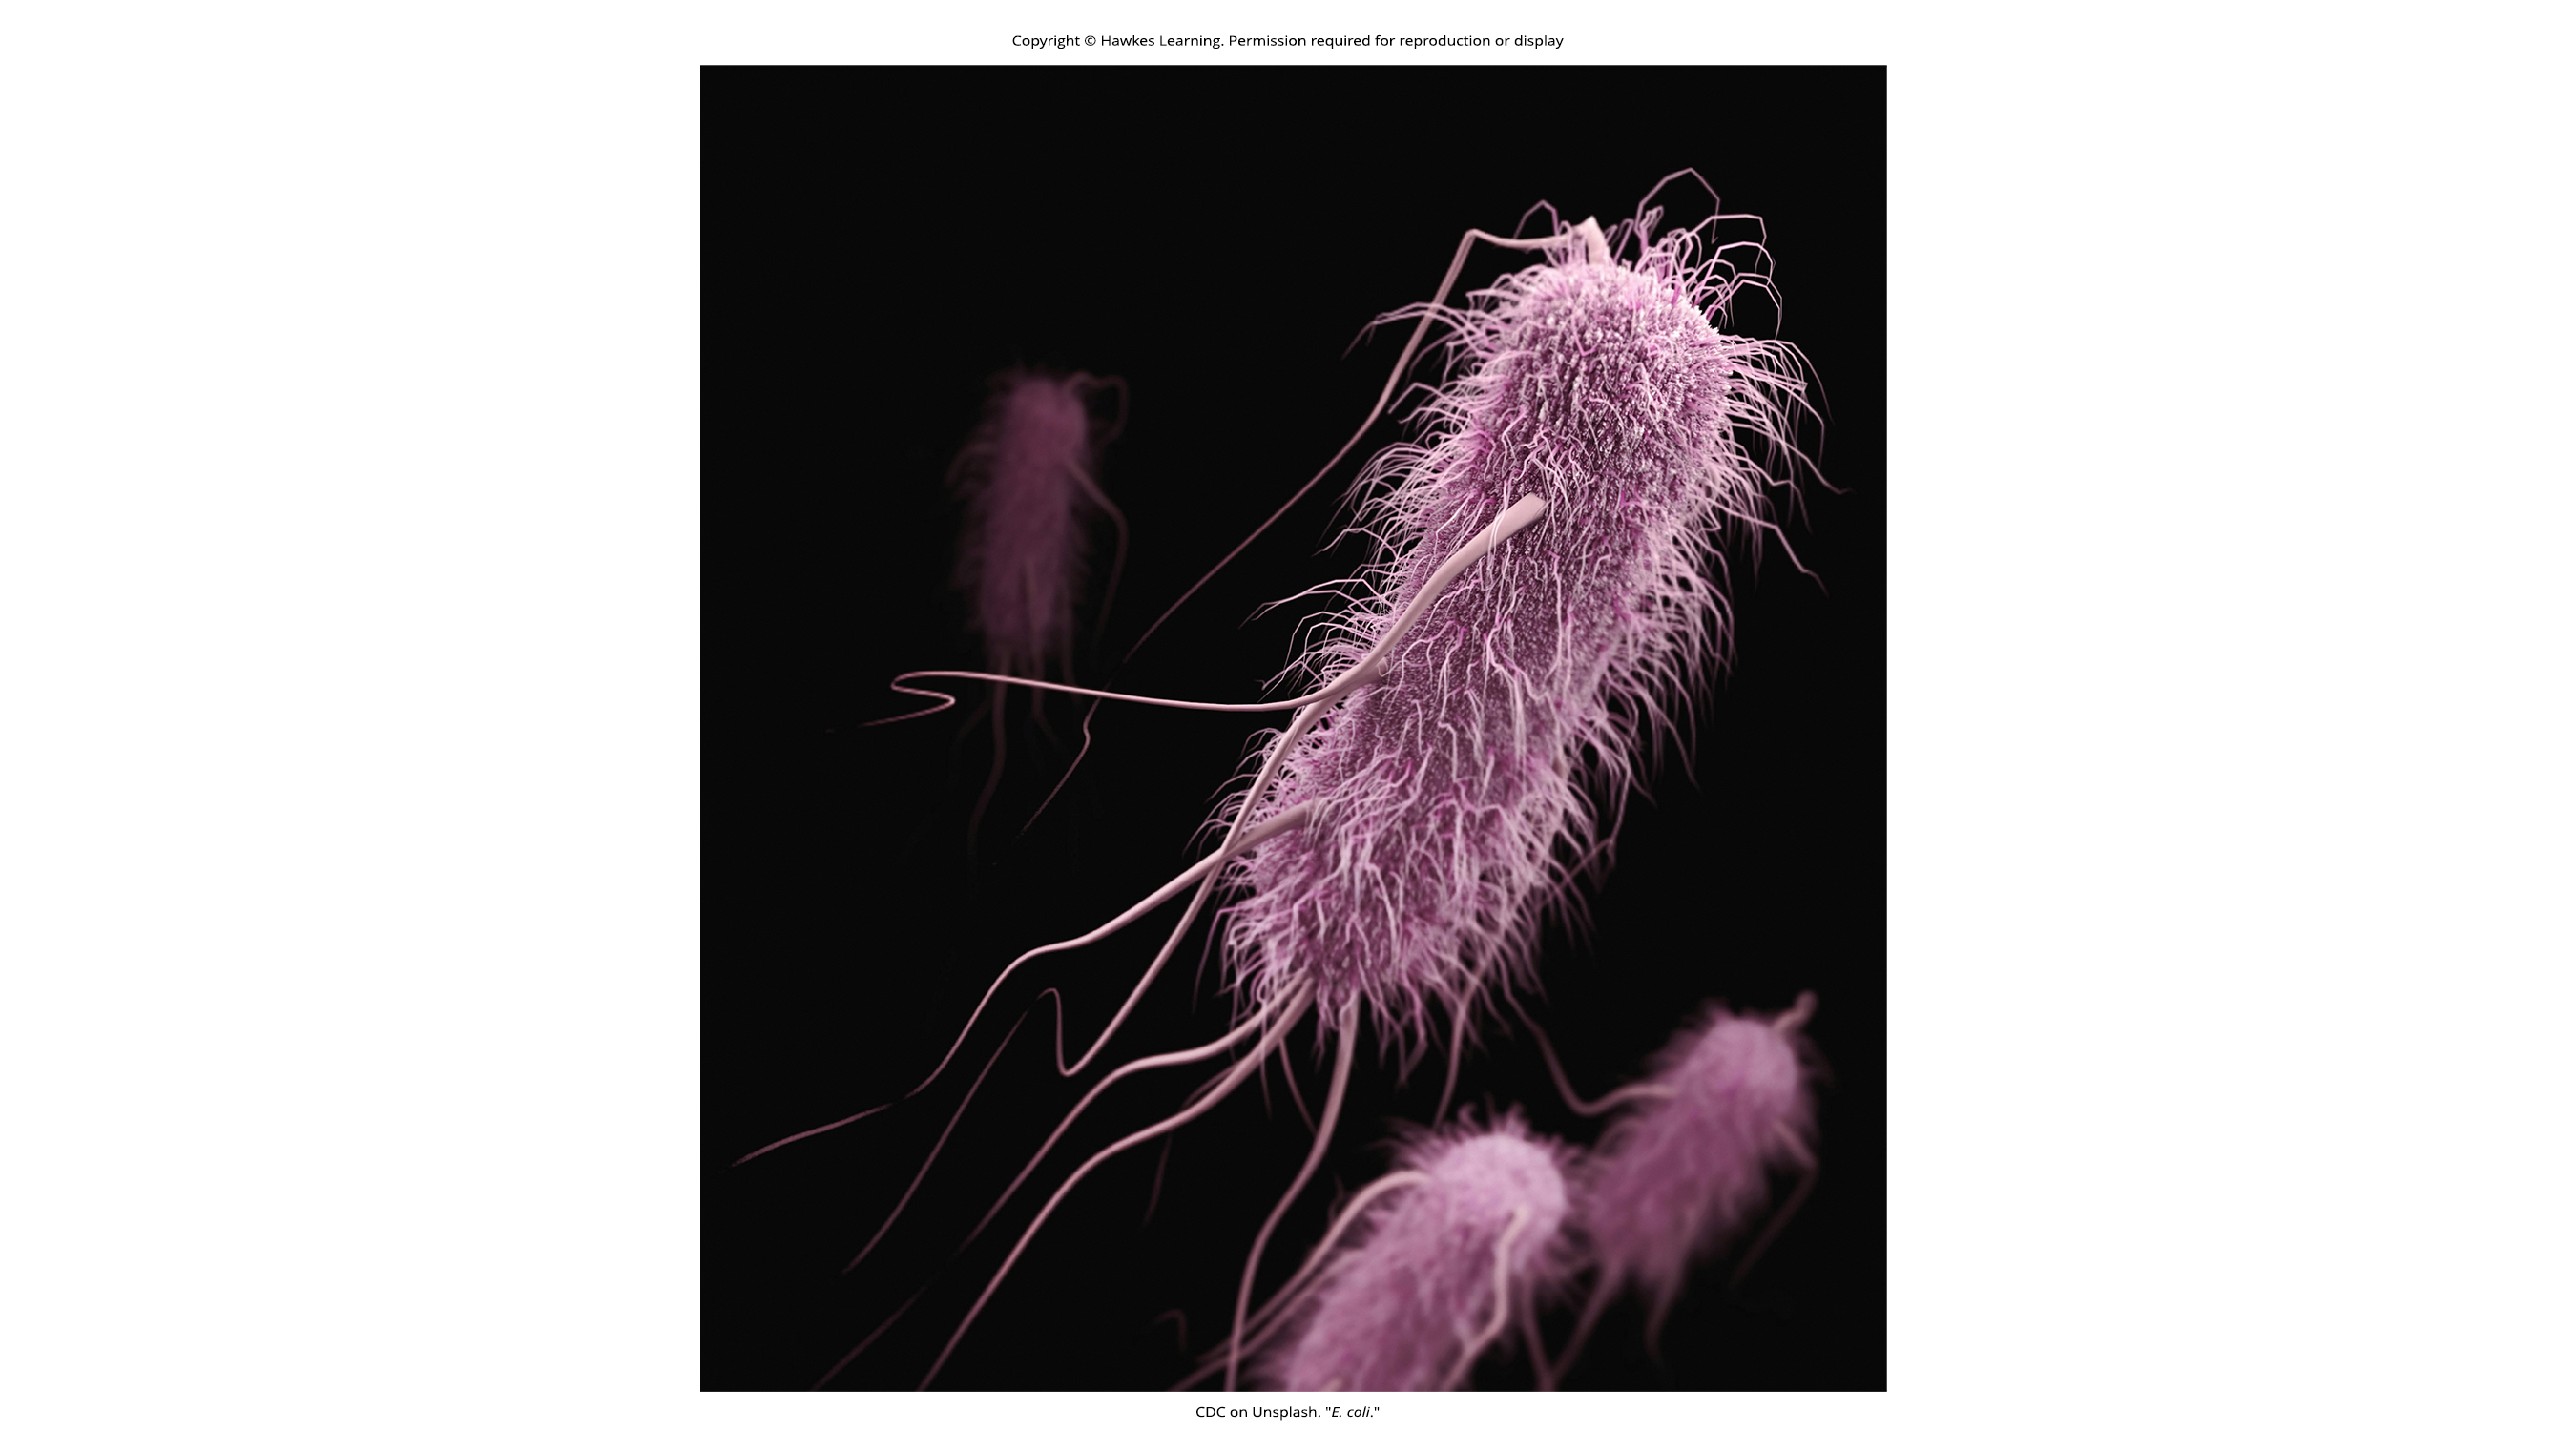 Copyright © Hawkes Learning. Permission required for reproduction or display
CDC on Unsplash. "E. coli."